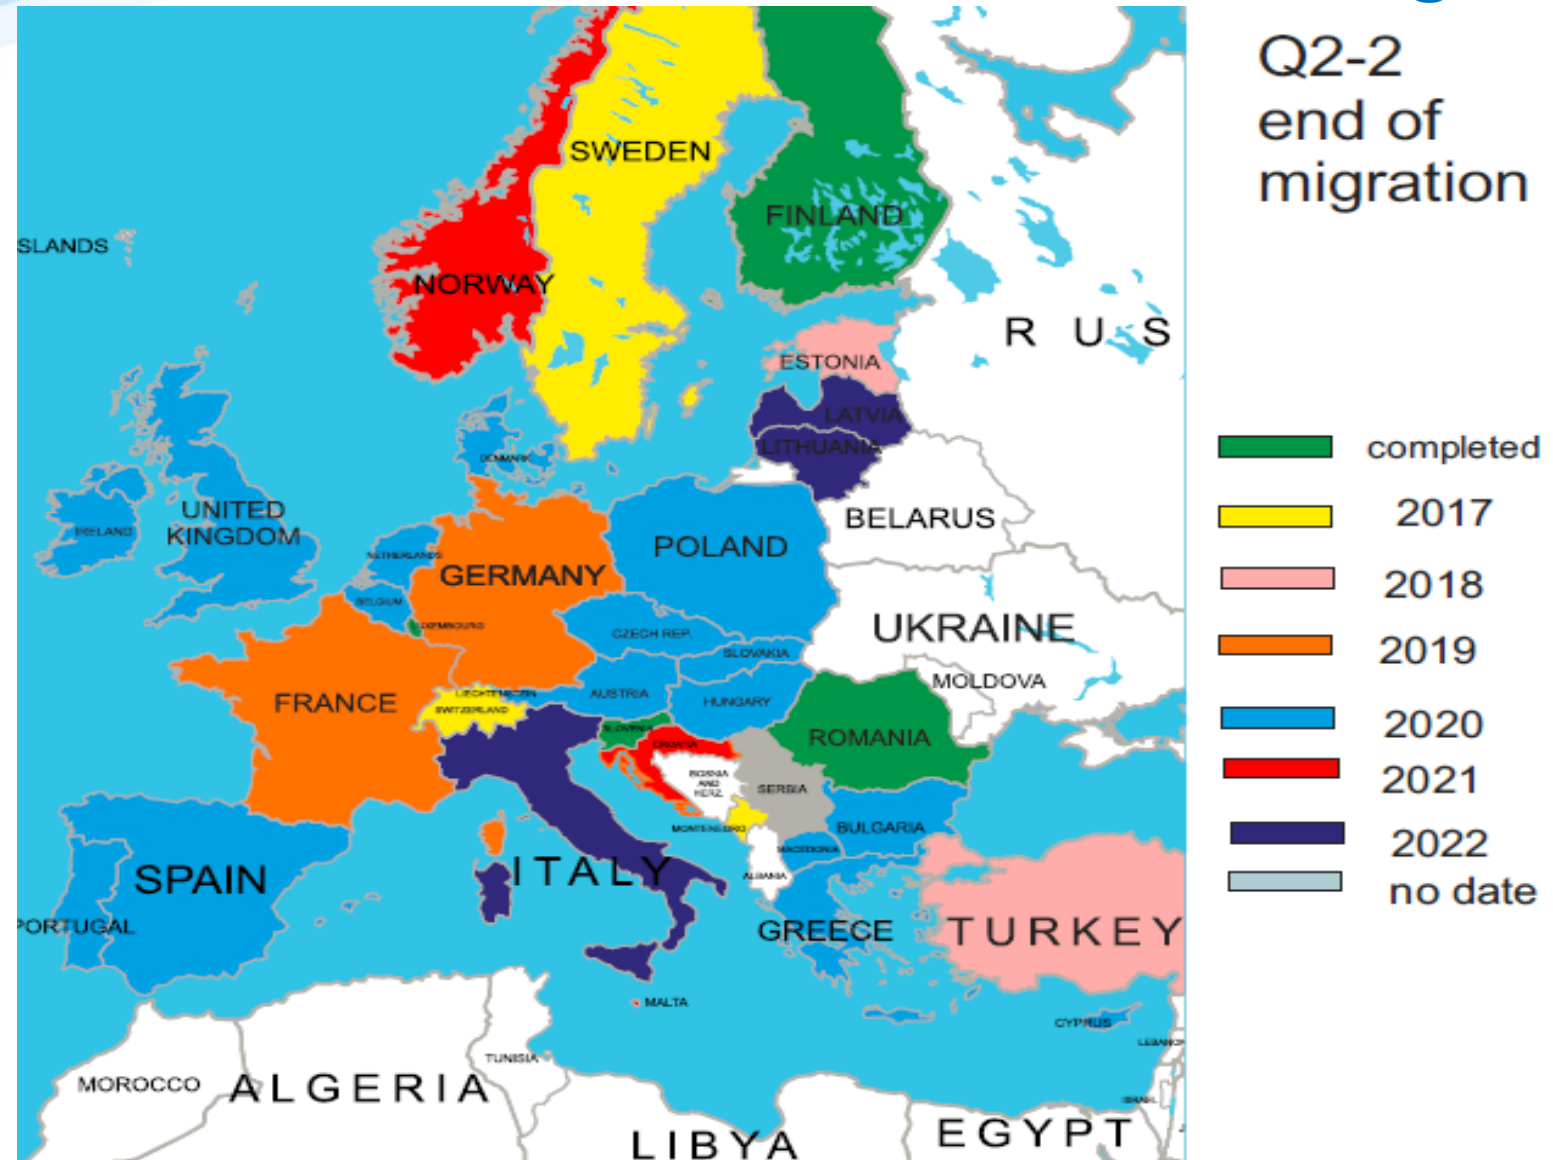 Q2-2
end of
migration
SWEDEN
FINLAND
SLANDS
NORWAY
R U S
ESTONIA
LATVIA
LITHUANIA
DENMARK
UNITED
KINGDOM
IRELAND
BELARUS
NETHERLANDS
POLAND
GERMANY
BELGIUM
LUXEMBOURG
UKRAINE
CZECH REP.
SLOVAKIA
MOLDOVA
LIECHTENSTEIN
AUSTRIA
FRANCE
SWITZERLAND
HUNGARY
SLOVENIA
ROMANIA
CROATIA
BOSNIA
AND
HERZ.
SERBIA
MONTENEGRO
BULGARIA
MACEDONIA
ITALY
ALBANIA
SPAIN
PORTUGAL
GREECE
TURKEY
MALTA
CYPRUS
LEBANON
TUNISIA
MOROCCO
ALGERIA
ISRAEL
LIBYA
EGYPT
completed
2017
2018
2019
2020
2021
2022
no date